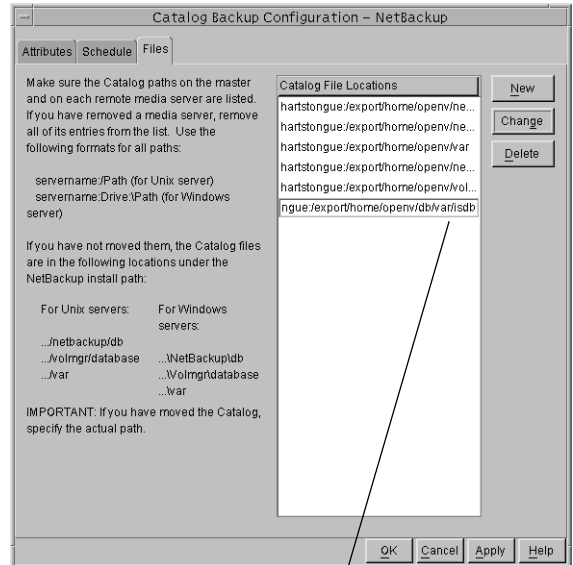 Catalog Backup Configuration – NetBackup
Attributes Schedule Files
Make sure the Catalog paths on the master
and on each remote media server are listed.
If you have removed a media server, remove
all of its entries from the list. Use the
following formats for all paths:
servername:/Path (for Unix server)
servername:Drive:\Path (for Windows
server)
If you have not moved them, the Catalog files
are in the following locations under the
NetBackup install path:
For Unix servers: For Windows
servers:
.../netbackup/db
.../volmgr/database ...\NetBackup\db
.../var ...\Volmgr\database
...\var
IMPORTANT: If you have moved the Catalog,
specify the actual path.
Catalog File Locations
hartstongue:/export/home/openv/ne...
hartstongue:/export/home/openv/ne...
hartstongue:/export/home/openv/var
hartstongue:/export/home/openv/ne...
hartstongue:/export/home/openv/vol...
ngue:/export/home/openv/db/var/isdb
New
Change
Delete
OK Cancel Apply Help